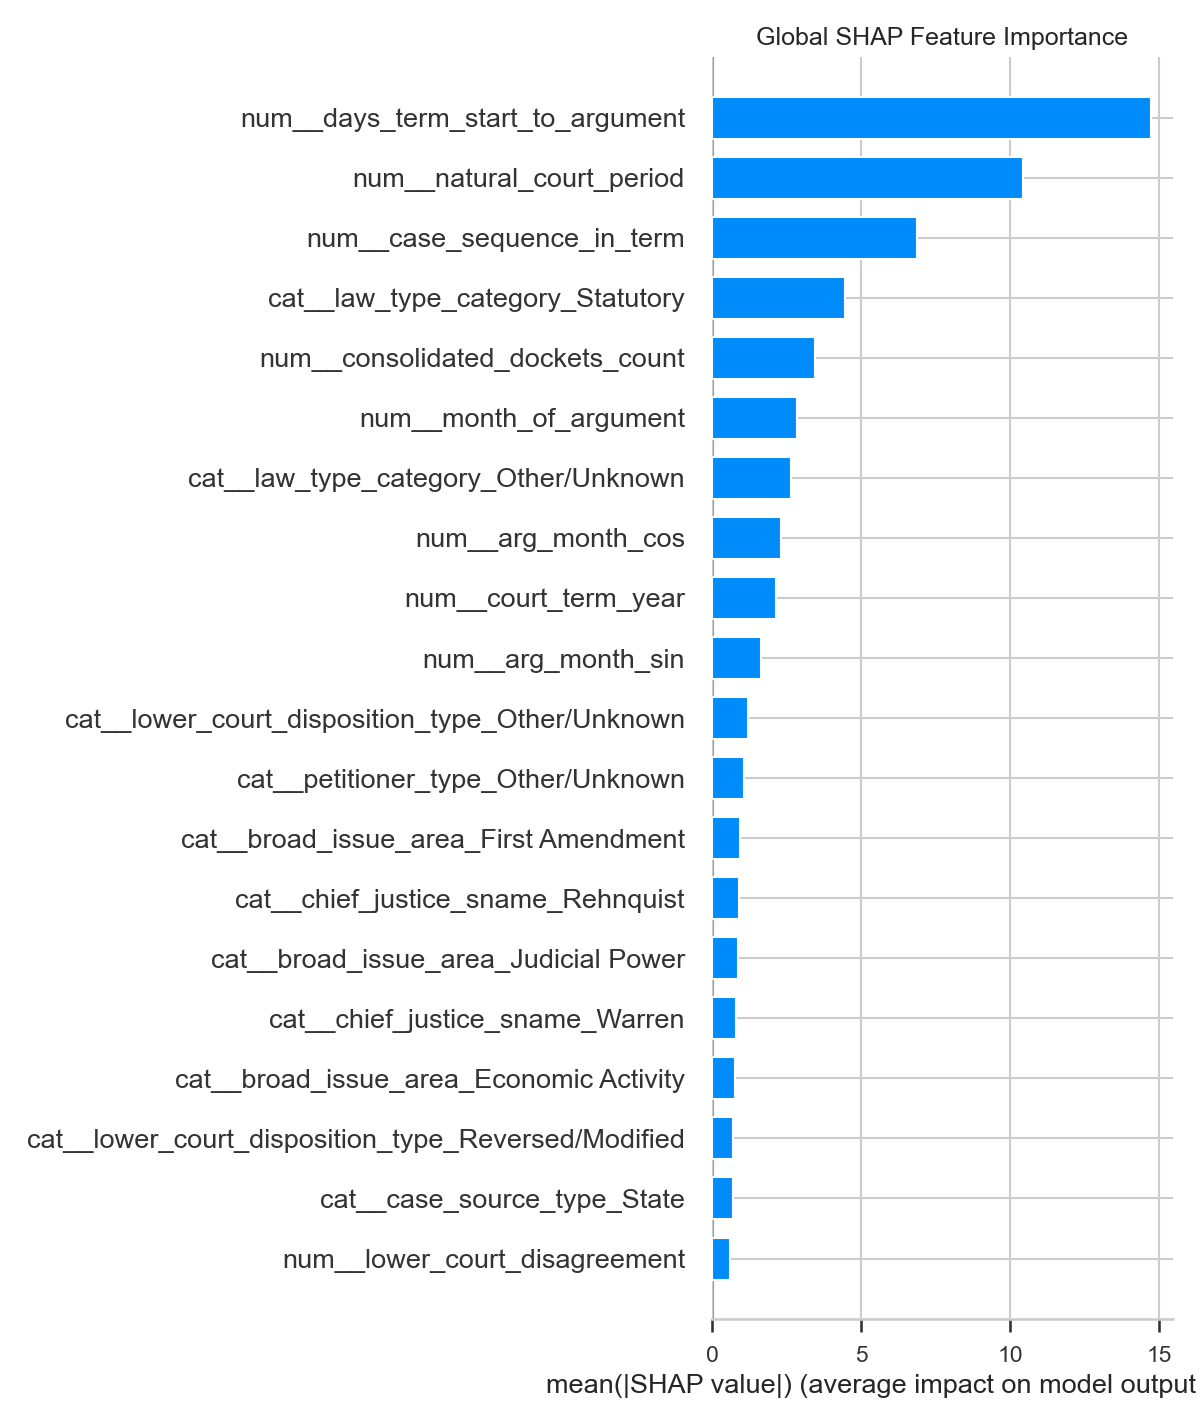 Global SHAP Feature Importance
num__days_term_start_to_argument
num__natural_court_period
num__case_sequence_in_term
cat__law_type_category_Statutory
num__consolidated_dockets_count
num__month_of_argument
cat__law_type_category_Other/Unknown
num__arg_month_cos
num__court_term_year
num__arg_month_sin
cat__lower_court_disposition_type_Other/Unknown
cat__petitioner_type_Other/Unknown
cat__broad_issue_area_First Amendment
cat__chief_justice_sname_Rehnquist
cat__broad_issue_area_Judicial Power
cat__chief_justice_sname_Warren
cat__broad_issue_area_Economic Activity
cat__lower_court_disposition_type_Reversed/Modified
cat__case_source_type_State
num__lower_court_disagreement
0 5 10 15
mean(|SHAP value|) (average impact on model output